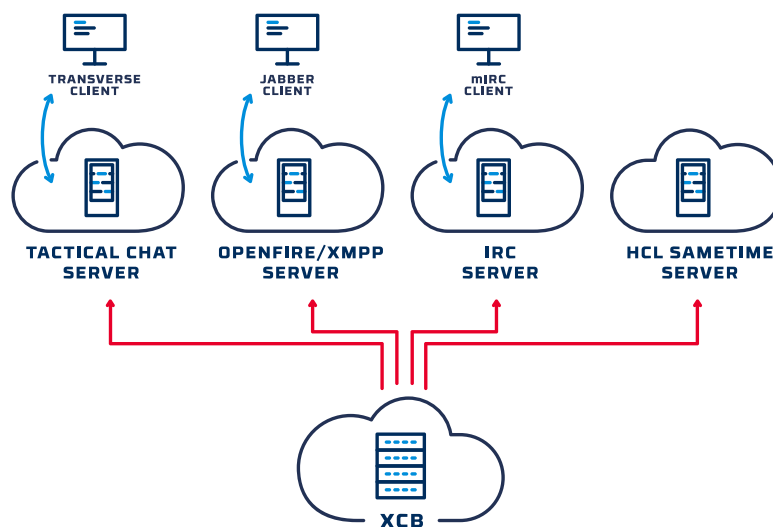 TRANSVERSE
CLIENT
JABBER
CLIENT
mIRC
CLIENT
TACTICAL CHAT
SERVER
OPENFIRE/XMPP
SERVER
IRC
SERVER
HCL SAMETIME
SERVER
XCB